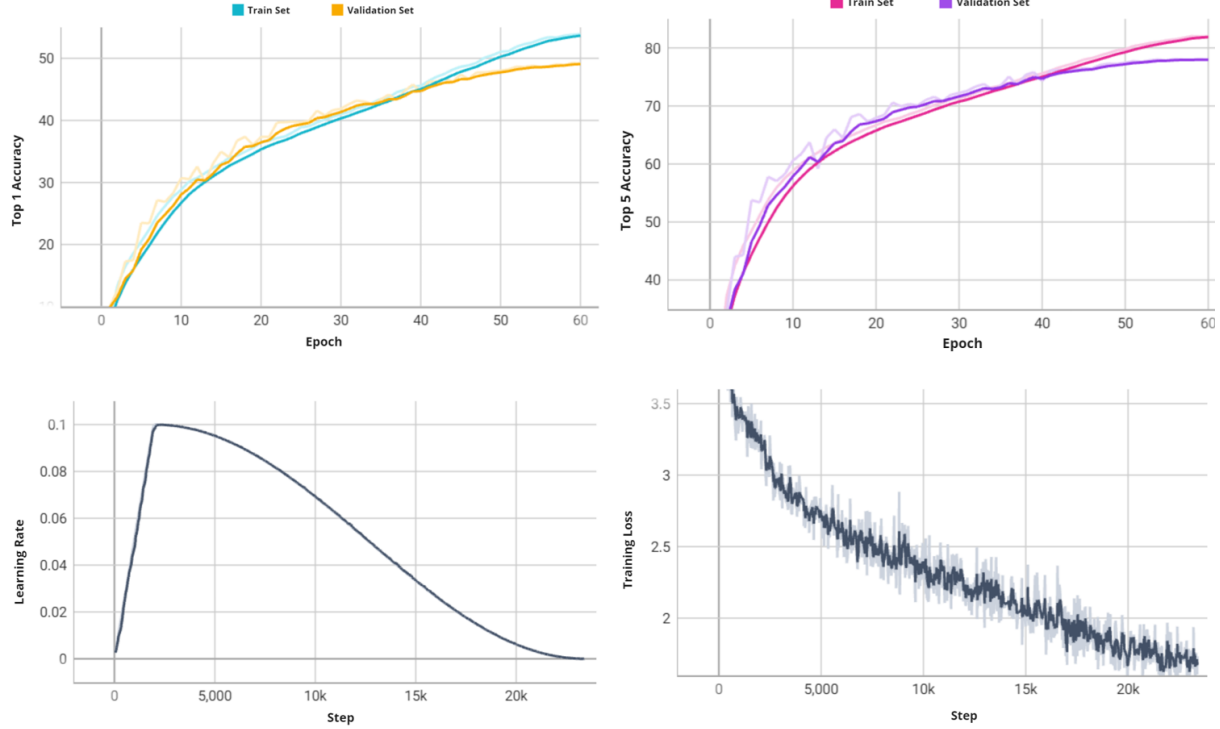 Train Set Validation Set
Train Set Validation Set
Top 1 Accuracy
50
40
30
20
10
0 10 20 30 40 50 60
Epoch
Top 5 Accuracy
80
70
60
50
40
0 10 20 30 40 50 60
Epoch
Learning Rate
0.1
0.08
0.06
0.04
0.02
0
0 5,000 10k 15k 20k
Step
Training Loss
3.5
3
2.5
2
0 5,000 10k 15k 20k
Step